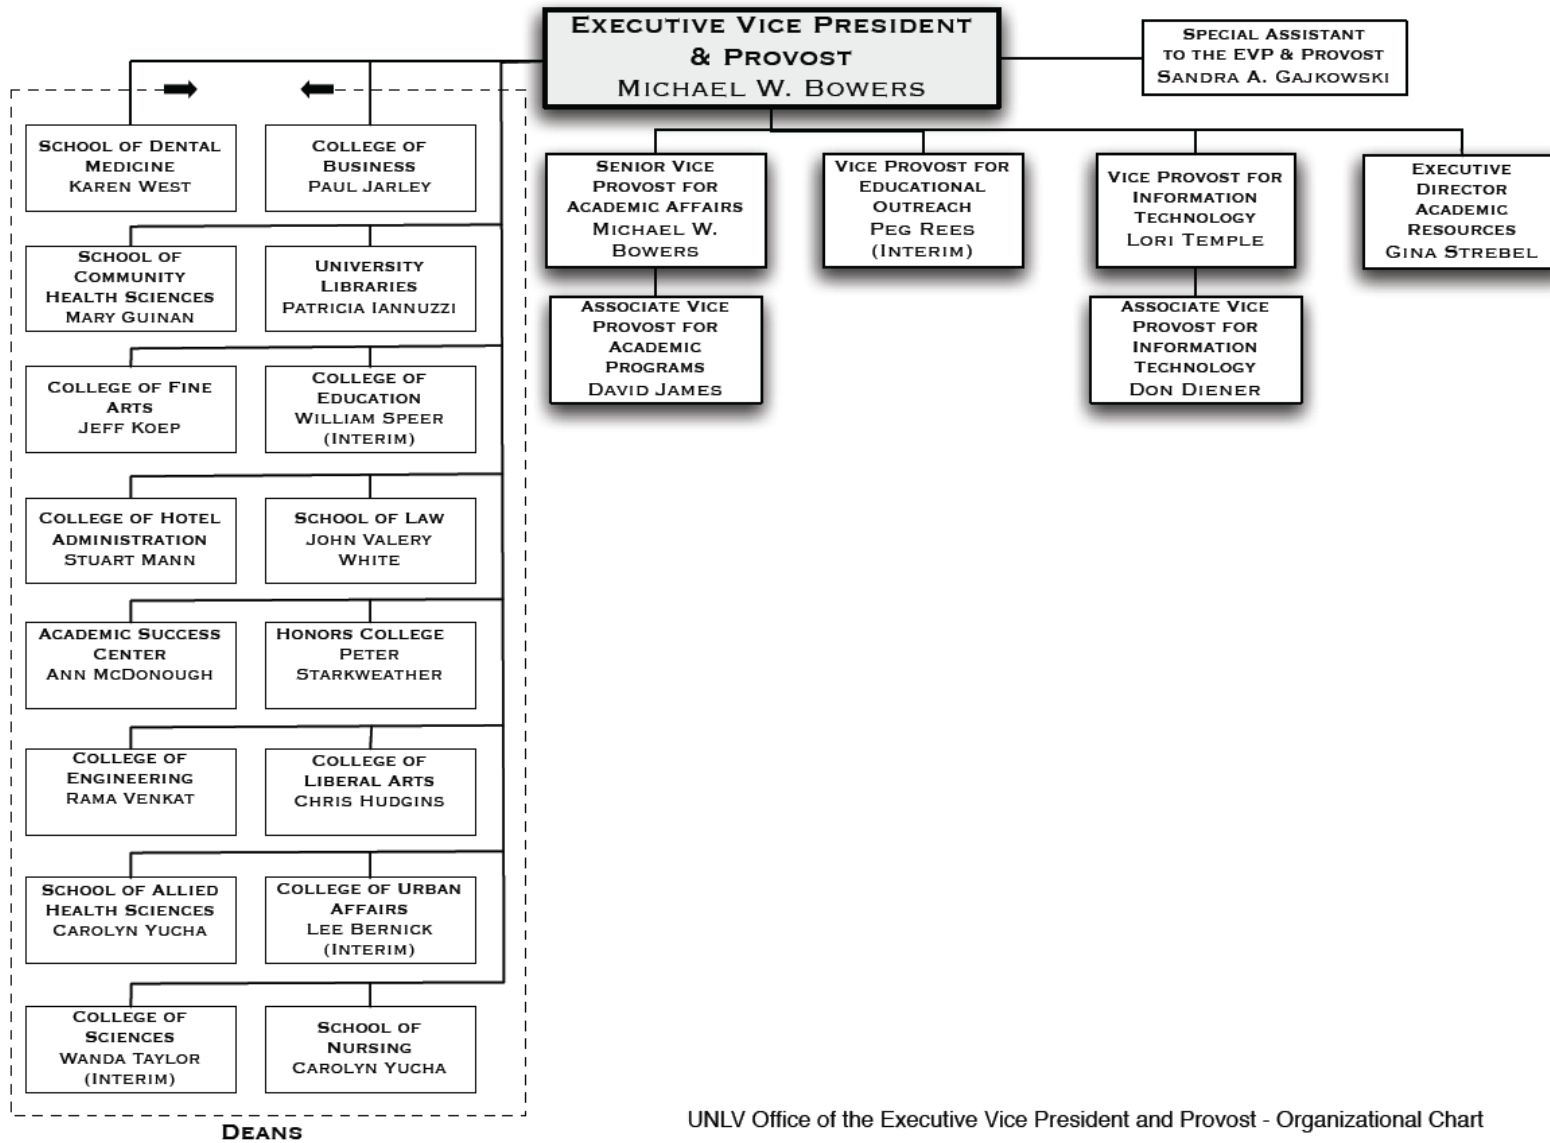 Executive Vice President
& Provost
Michael W. Bowers
Special Assistant
to the EVP & Provost
Sandra A. Gajkowski
School of Dental
Medicine
Karen West
College of
Business
Paul Jarley
Senior Vice
Provost for
Academic Affairs
Michael W.
Bowers
Vice Provost for
Educational
Outreach
Peg Rees
(Interim)
Vice Provost for
Information
Technology
Lori Temple
Executive
Director
Academic
Resources
Gina Strebel
School of
Community
Health Sciences
Mary Guinan
University
Libraries
Patricia Iannuzzi
Associate Vice
Provost for
Academic
Programs
David James
Associate Vice
Provost for
Information
Technology
Don Diener
College of Fine
Arts
Jeff Koep
College of
Education
William Speer
(Interim)
College of Hotel
Administration
Stuart Mann
School of Law
John Valery
White
Academic Success
Center
Ann McDonough
Honors College
Peter
Starkweather
College of
Engineering
Rama Venkat
College of
Liberal Arts
Chris Hudgins
School of Allied
Health Sciences
Carolyn Yucha
College of Urban
Affairs
Lee Bernick
(Interim)
College of
Sciences
Wanda Taylor
(Interim)
School of
Nursing
Carolyn Yucha
Deans
UNLV Office of the Executive Vice President and Provost - Organizational Chart